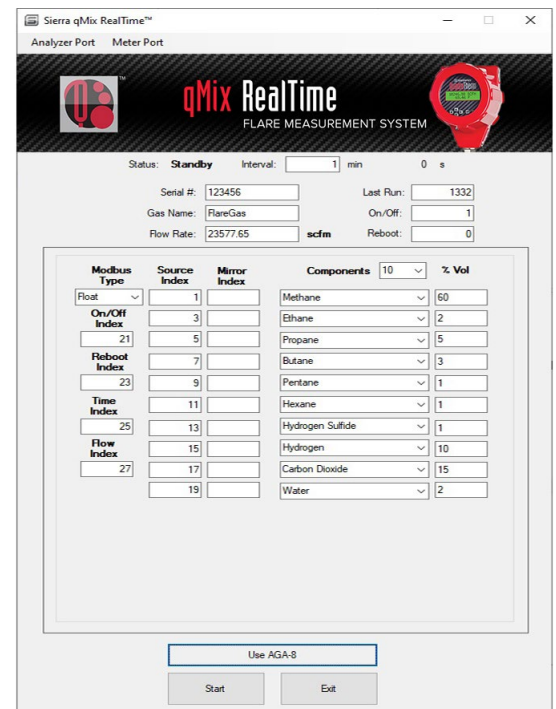 Sierra qMix RealTime™
Analyzer Port Meter Port
™
qMix RealTime
FLARE MEASUREMENT SYSTEM
Status: Standby Interval: 1 min 0 s
Serial #: 123456 Last Run: 1332
Gas Name: FlareGas On/Off: 1
Flow Rate: 23577.65 scfm Reboot: 0
Modbus Type Source Index Mirror Index Components 10 % Vol
Float 1 Methane 60
On/Off Index 3 Ethane 2
21 5 Propane 5
Reboot Index 7 Butane 3
23 9 Pentane 1
Time Index 11 Hexane 1
25 13 Hydrogen Sulfide 1
Flow Index 15 Hydrogen 10
27 17 Carbon Dioxide 15
19 Water 2
Use AGA-8
Start Exit